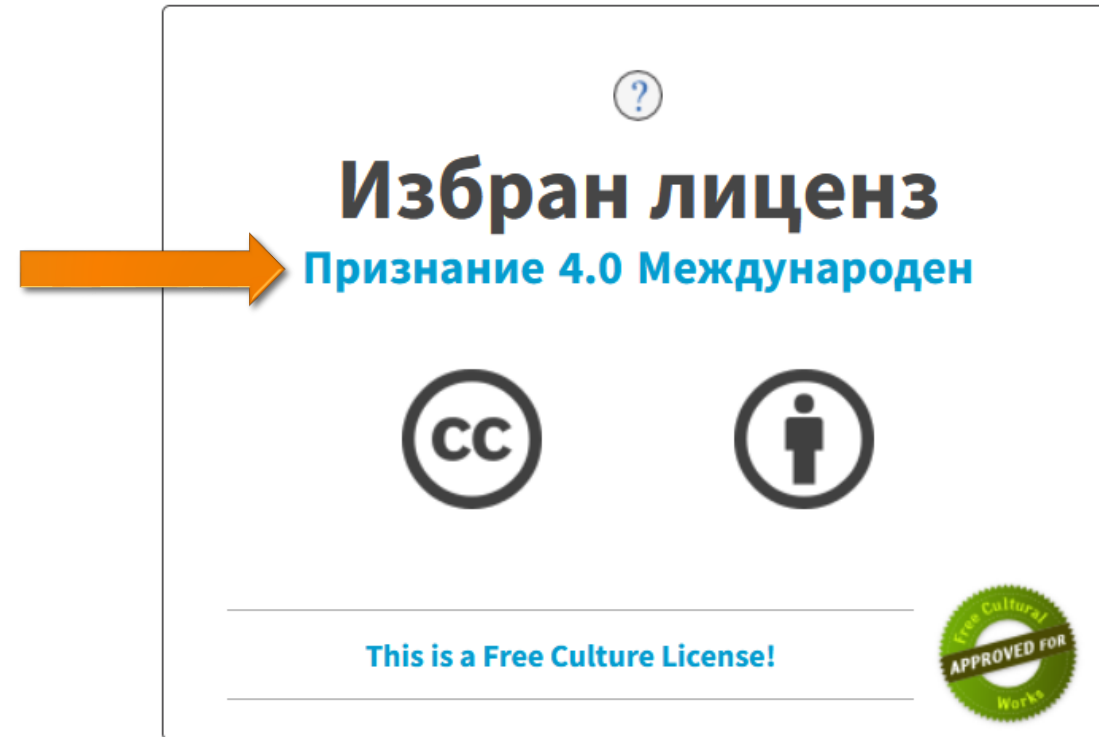 ?
Избран лиценз
Признание 4.0 Международен
cc
This is a Free Culture License!
Free Cultural
APPROVED FOR
Works